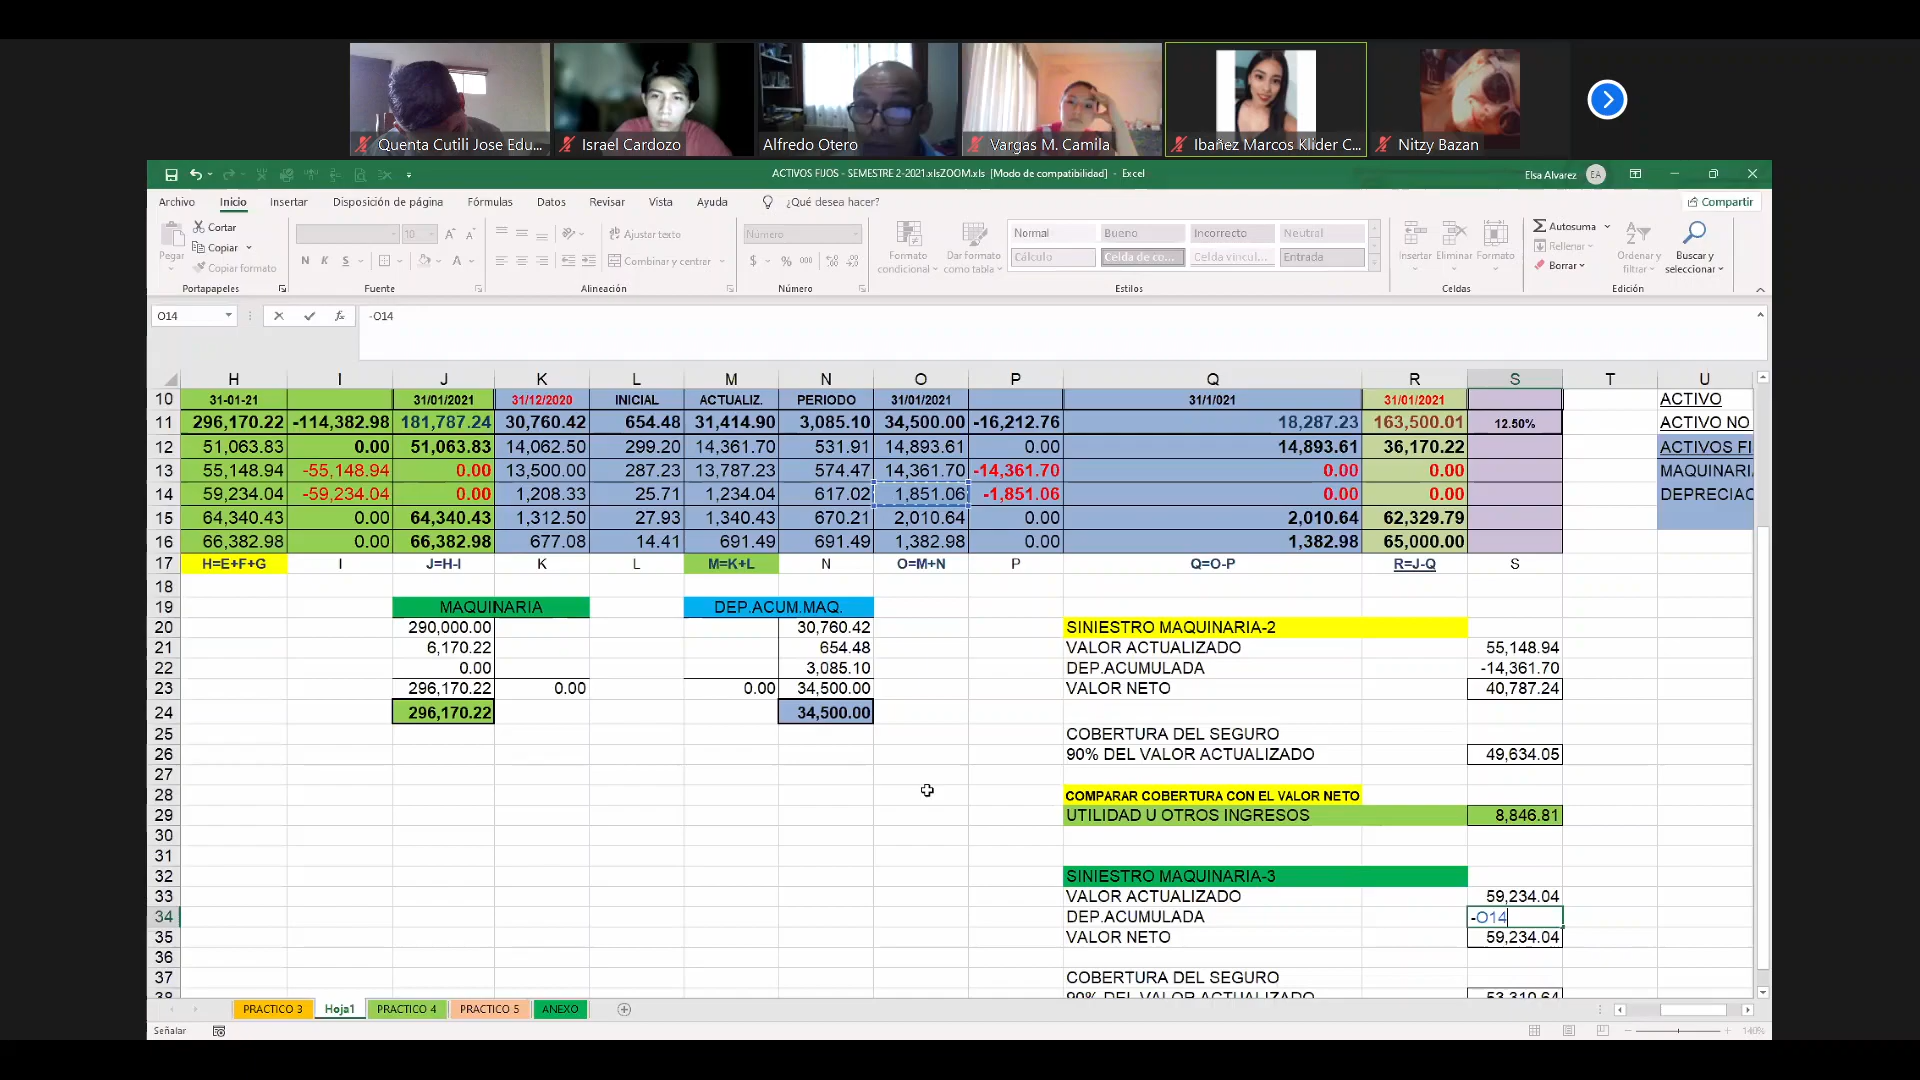 Quenta Cutili Jose Edu...
Israel Cardozo
Alfredo Otero
Vargas M. Camila
Ibañez Marcos Klider C...
Nitzy Bazan
ACTIVOS FIJOS - SEMESTRE 2-2021.xlsZOOM.xls [Modo de compatibilidad] - Excel
Elsa Alvarez EA
Archivo Inicio Insertar Disposición de página Fórmulas Datos Revisar Vista Ayuda ¿Qué desea hacer? Compartir
Pegar Cortar Copiar Copiar formato
10 Ajustar texto Combinar y centrar
N K S
Número
$ % 000
Formato condicional Dar formato como tabla
Normal Bueno Incorrecto Neutral
Cálculo Celda de co... Celda vincul... Entrada
Insertar Eliminar Formato
Autosuma Rellenar Borrar
Ordenar y filtrar Buscar y seleccionar
Portapapeles Fuente Alineación Número Estilos Celdas Edición
O14 fx -O14
H I J K L M N O P Q R S T U
10 31-01-21 31/01/2021 31/12/2020 INICIAL ACTUALIZ. PERIODO 31/01/2021 31/1/021 31/01/2021 ACTIVO
11 296,170.22 -114,382.98 181,787.24 30,760.42 654.48 31,414.90 3,085.10 34,500.00 -16,212.76 18,287.23 163,500.01 12.50% ACTIVO NO
12 51,063.83 0.00 51,063.83 14,062.50 299.20 14,361.70 531.91 14,893.61 0.00 14,893.61 36,170.22 ACTIVOS FI
13 55,148.94 -55,148.94 0.00 13,500.00 287.23 13,787.23 574.47 14,361.70 -14,361.70 0.00 0.00 MAQUINARI
14 59,234.04 -59,234.04 0.00 1,208.33 25.71 1,234.04 617.02 1,851.06 -1,851.06 0.00 0.00 DEPRECIAC
15 64,340.43 0.00 64,340.43 1,312.50 27.93 1,340.43 670.21 2,010.64 0.00 2,010.64 62,329.79
16 66,382.98 0.00 66,382.98 677.08 14.41 691.49 691.49 1,382.98 0.00 1,382.98 65,000.00
17 H=E+F+G I J=H-I K L M=K+L N O=M+N P Q=O-P R=J-Q S
18
19 MAQUINARIA DEP.ACUM.MAQ.
20 290,000.00 30,760.42 SINIESTRO MAQUINARIA-2
21 6,170.22 654.48 VALOR ACTUALIZADO 55,148.94
22 0.00 3,085.10 DEP.ACUMULADA -14,361.70
23 296,170.22 0.00 0.00 34,500.00 VALOR NETO 40,787.24
24 296,170.22 34,500.00
25 COBERTURA DEL SEGURO
26 90% DEL VALOR ACTUALIZADO 49,634.05
27
28 COMPARAR COBERTURA CON EL VALOR NETO
29 UTILIDAD U OTROS INGRESOS 8,846.81
30
31
32 SINIESTRO MAQUINARIA-3
33 VALOR ACTUALIZADO 59,234.04
34 DEP.ACUMULADA -O14
35 VALOR NETO 59,234.04
36
37 COBERTURA DEL SEGURO
38 90% DEL VALOR ACTUALIZADO 53,310.64
PRACTICO 3 Hoja1 PRACTICO 4 PRACTICO 5 ANEXO
Señalar 140%